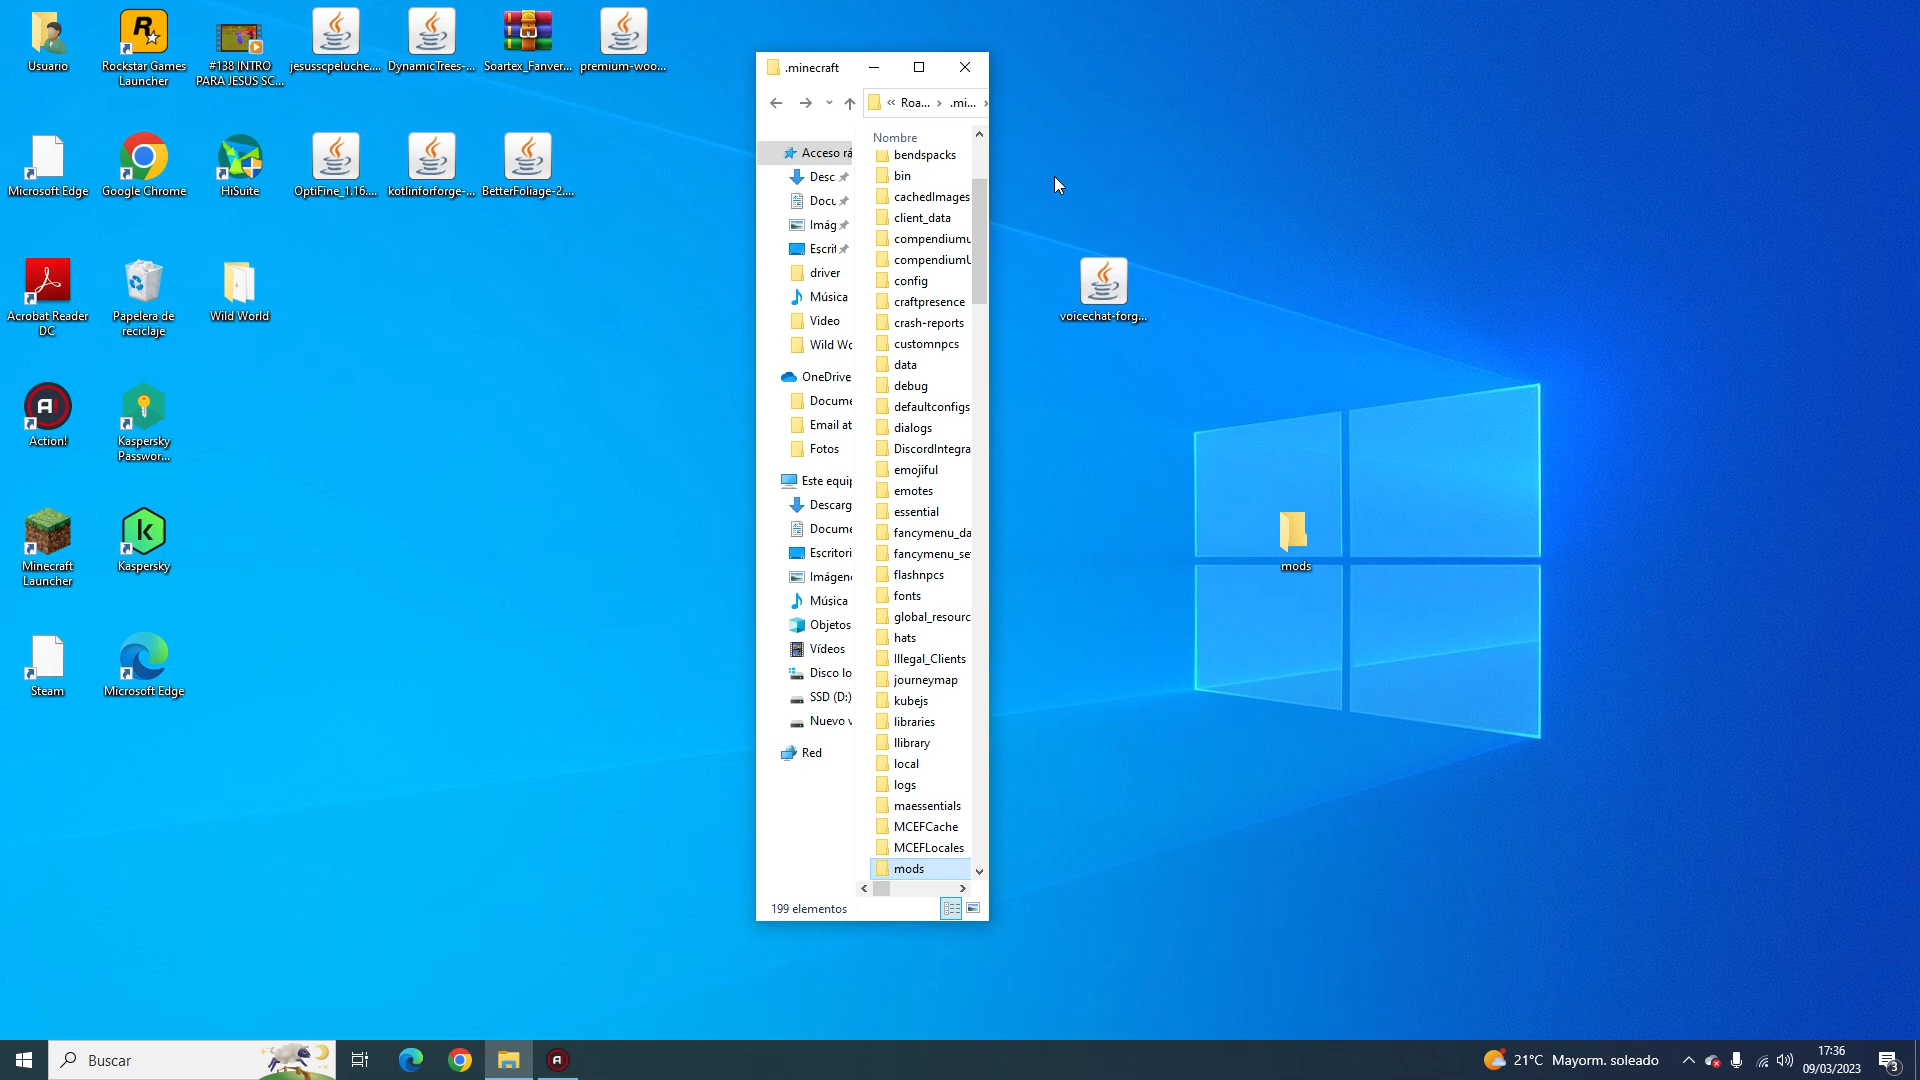 Usuario
Rockstar Games
Launcher
#138 INTRO
PARA JESUS SC...
jesusscpeluche....
DynamicTrees-...
Soartex_Fanver...
premium-woo...
Microsoft Edge
Google Chrome
HiSuite
OptiFine_1.16....
kotlinforforge-...
BetterFoliage-2....
Acrobat Reader
DC
Papelera de
reciclaje
Wild World
Action!
Kaspersky
Passwor...
Minecraft
Launcher
Kaspersky
Steam
Microsoft Edge
.minecraft
« Roa... › .mi... ›
Acceso rá
Desc
Docu
Imág
Escrit
driver
Música
Video
Wild Wo
OneDrive
Docume
Email at
Fotos
Este equip
Descarg
Docume
Escritori
Imágene
Música
Objetos
Vídeos
Disco lo
SSD (D:)
Nuevo v
Red
Nombre
bendspacks
bin
cachedImages
client_data
compendiumu
compendiumU
config
craftpresence
crash-reports
customnpcs
data
debug
defaultconfigs
dialogs
DiscordIntegra
emojiful
emotes
essential
fancymenu_da
fancymenu_se
flashnpcs
fonts
global_resourc
hats
Illegal_Clients
journeymap
kubejs
libraries
llibrary
local
logs
maessentials
MCEFCache
MCEFLocales
mods
199 elementos
voicechat-forg...
mods
Buscar
21°C Mayorm. soleado
17:36
09/03/2023
3